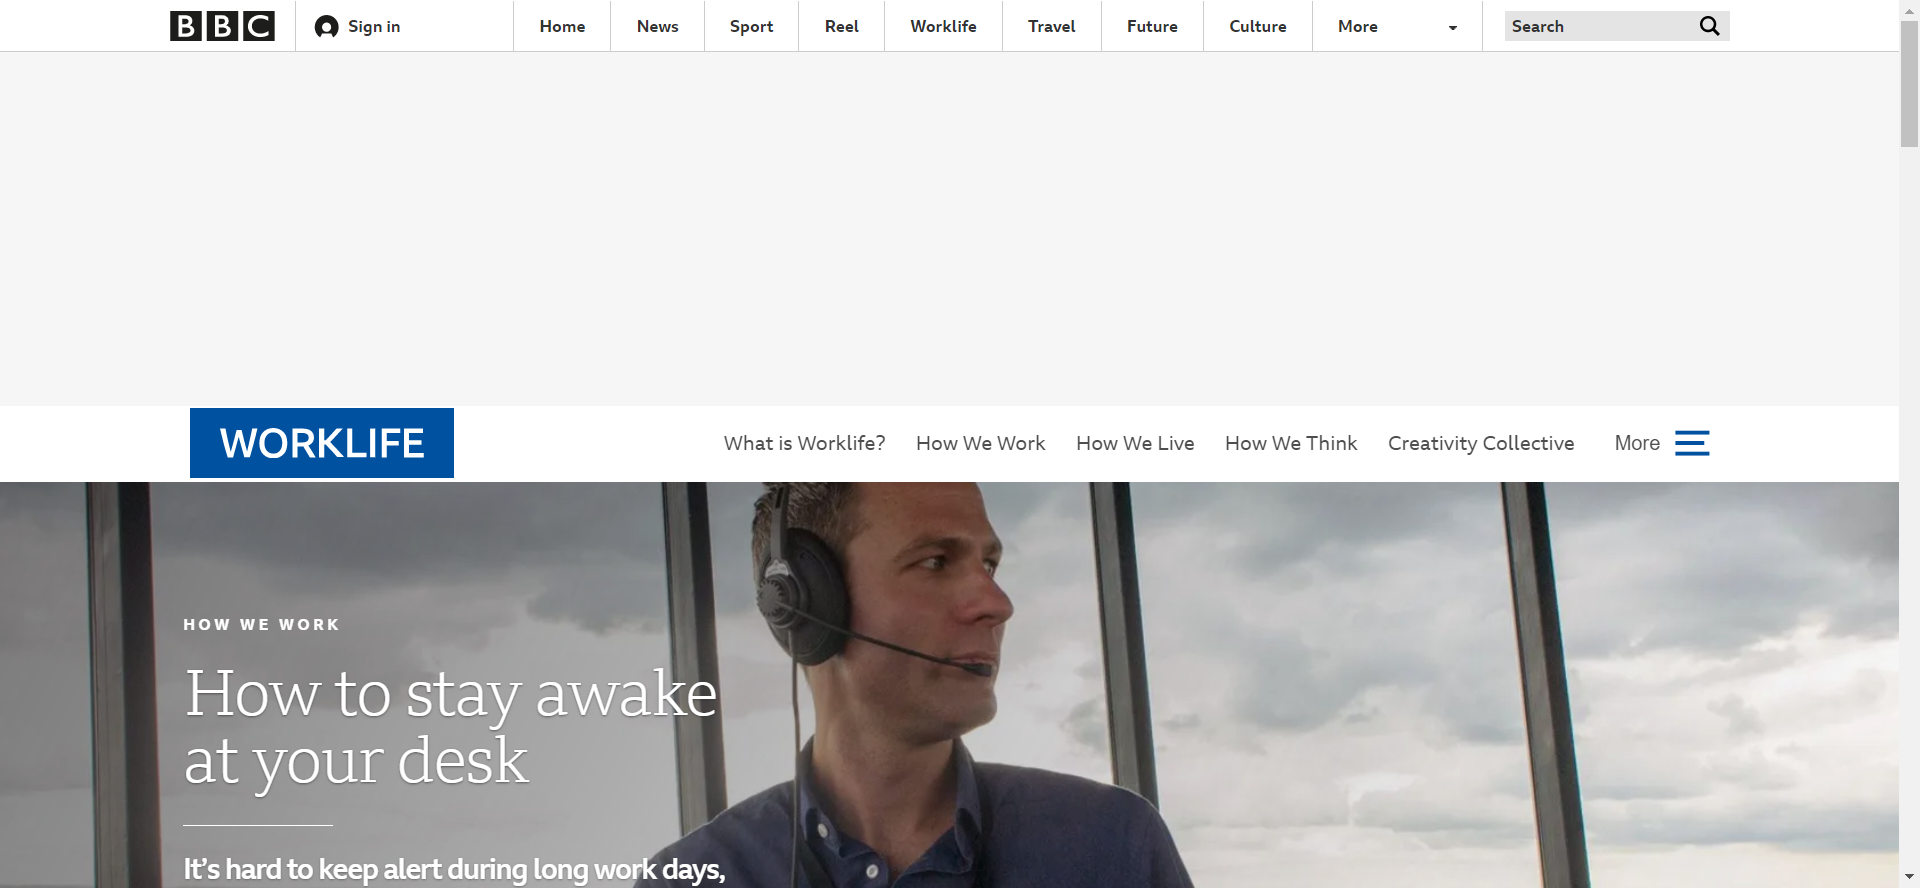 BBC
Sign in
Home
News
Sport
Reel
Worklife
Travel
Future
Culture
More
Search
WORKLIFE
What is Worklife?
How We Work
How We Live
How We Think
Creativity Collective
More
HOW WE WORK
How to stay awake
at your desk
It’s hard to keep alert during long work days,